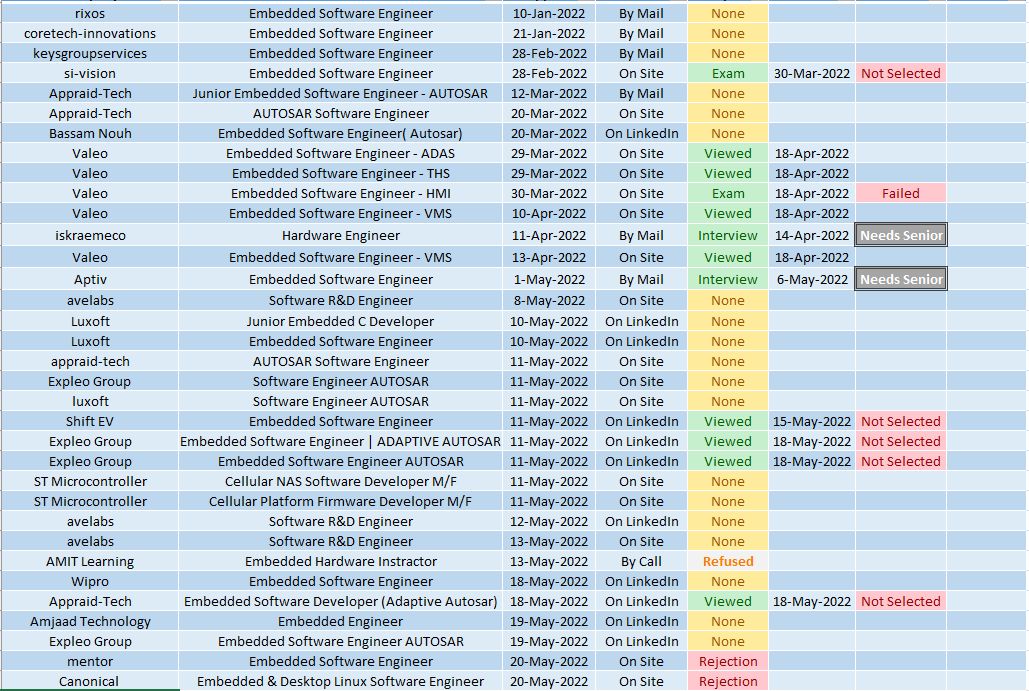 rixos Embedded Software Engineer 10-Jan-2022 By Mail None
coretech-innovations Embedded Software Engineer 21-Jan-2022 By Mail None
keysgroupservices Embedded Software Engineer 28-Feb-2022 By Mail None
si-vision Embedded Software Engineer 28-Feb-2022 On Site Exam 30-Mar-2022 Not Selected
Appraid-Tech Junior Embedded Software Engineer - AUTOSAR 12-Mar-2022 By Mail None
Appraid-Tech AUTOSAR Software Engineer 20-Mar-2022 On Site None
Bassam Nouh Embedded Software Engineer( Autosar) 20-Mar-2022 On LinkedIn None
Valeo Embedded Software Engineer - ADAS 29-Mar-2022 On Site Viewed 18-Apr-2022
Valeo Embedded Software Engineer - THS 29-Mar-2022 On Site Viewed 18-Apr-2022
Valeo Embedded Software Engineer - HMI 30-Mar-2022 On Site Exam 18-Apr-2022 Failed
Valeo Embedded Software Engineer - VMS 10-Apr-2022 On Site Viewed 18-Apr-2022
iskraemeco Hardware Engineer 11-Apr-2022 By Mail Interview 14-Apr-2022 Needs Senior
Valeo Embedded Software Engineer - VMS 13-Apr-2022 On Site Viewed 18-Apr-2022
Aptiv Embedded Software Engineer 1-May-2022 By Mail Interview 6-May-2022 Needs Senior
avelabs Software R&D Engineer 8-May-2022 On Site None
Luxoft Junior Embedded C Developer 10-May-2022 On LinkedIn None
Luxoft Embedded Software Engineer 10-May-2022 On LinkedIn None
appraid-tech AUTOSAR Software Engineer 11-May-2022 On Site None
Expleo Group Software Engineer AUTOSAR 11-May-2022 On Site None
luxoft Software Engineer AUTOSAR 11-May-2022 On Site None
Shift EV Embedded Software Engineer 11-May-2022 On LinkedIn Viewed 15-May-2022 Not Selected
Expleo Group Embedded Software Engineer | ADAPTIVE AUTOSAR 11-May-2022 On LinkedIn Viewed 18-May-2022 Not Selected
Expleo Group Embedded Software Engineer AUTOSAR 11-May-2022 On LinkedIn Viewed 18-May-2022 Not Selected
ST Microcontroller Cellular NAS Software Developer M/F 11-May-2022 On Site None
ST Microcontroller Cellular Platform Firmware Developer M/F 11-May-2022 On Site None
avelabs Software R&D Engineer 12-May-2022 On LinkedIn None
avelabs Software R&D Engineer 13-May-2022 On Site None
AMIT Learning Embedded Hardware Instractor 13-May-2022 By Call Refused
Wipro Embedded Software Engineer 18-May-2022 On LinkedIn None
Appraid-Tech Embedded Software Developer (Adaptive Autosar) 18-May-2022 On LinkedIn Viewed 18-May-2022 Not Selected
Amjaad Technology Embedded Engineer 19-May-2022 On LinkedIn None
Expleo Group Embedded Software Engineer AUTOSAR 19-May-2022 On LinkedIn None
mentor Embedded Software Engineer 20-May-2022 On Site Rejection
Canonical Embedded & Desktop Linux Software Engineer 20-May-2022 On Site Rejection